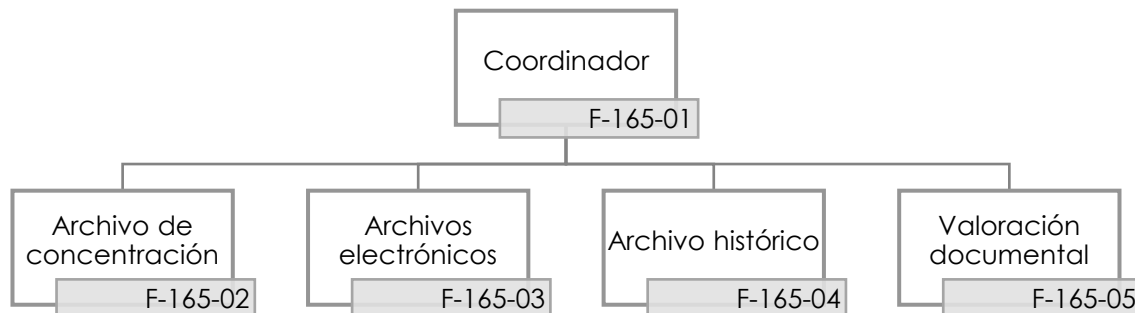 Coordinador
F-165-01
Archivo de
concentración
F-165-02
Archivos
electrónicos
F-165-03
Archivo histórico
F-165-04
Valoración
documental
F-165-05